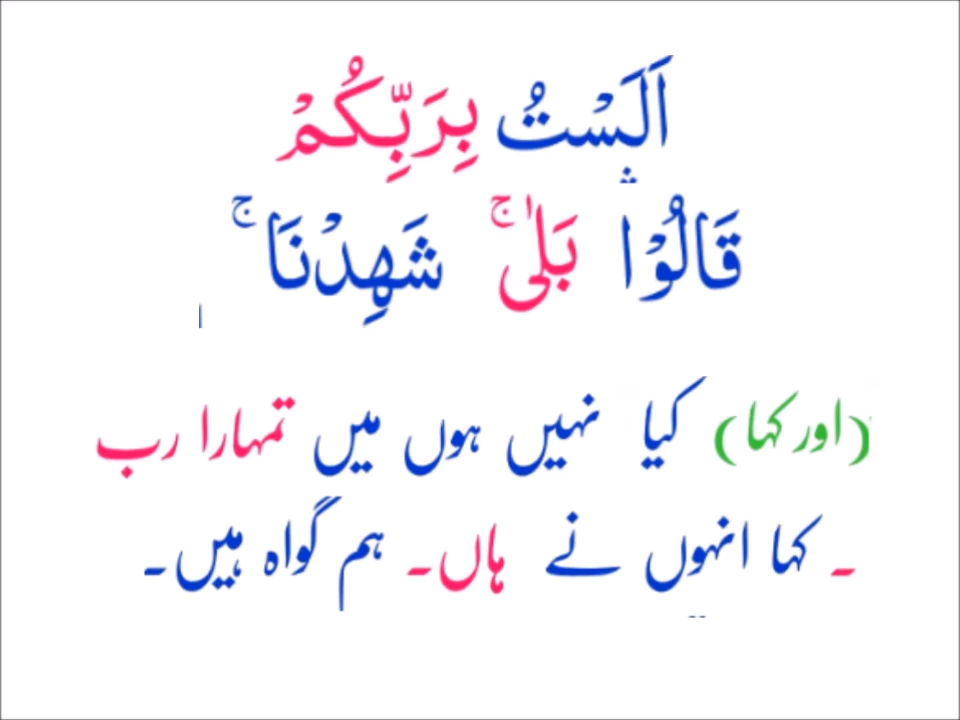 اَلَسْتُ بِرَبِّكُمْ
قَالُوْا بَلٰىۚ شَهِدْنَاۚ
(اور کہا) کیا نہیں ہوں میں تمہارا رب
۔ کہا انہوں نے ہاں۔ ہم گواہ ہیں۔